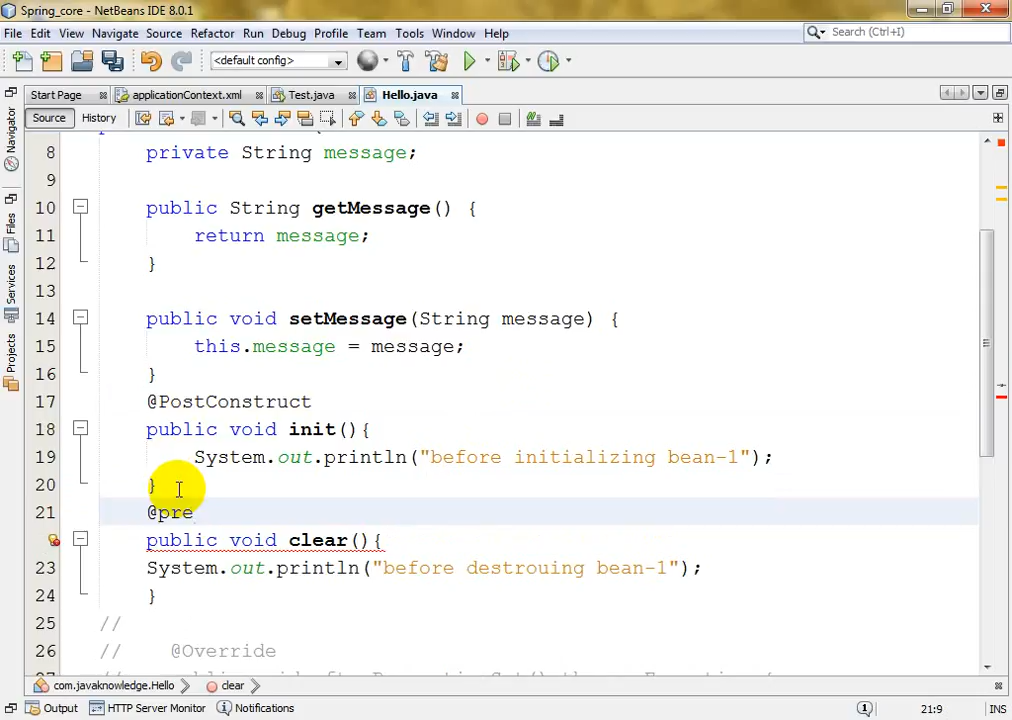 Spring_core - NetBeans IDE 8.0.1
File Edit View Navigate Source Refactor Run Debug Profile Team Tools Window Help
Search (Ctrl+I)
<default config>
Start Page applicationContext.xml Test.java Hello.java
Source History
Navigator
Files
Services
Projects
8 private String message;
9
10 public String getMessage() {
11 return message;
12 }
13
14 public void setMessage(String message) {
15 this.message = message;
16 }
17 @PostConstruct
18 public void init(){
19 System.out.println("before initializing bean-1");
20 }
21 @pre
public void clear(){
23 System.out.println("before destrouing bean-1");
24 }
25 //
26 // @Override
com.javaknowledge.Hello clear
Output HTTP Server Monitor Notifications 21:9 INS